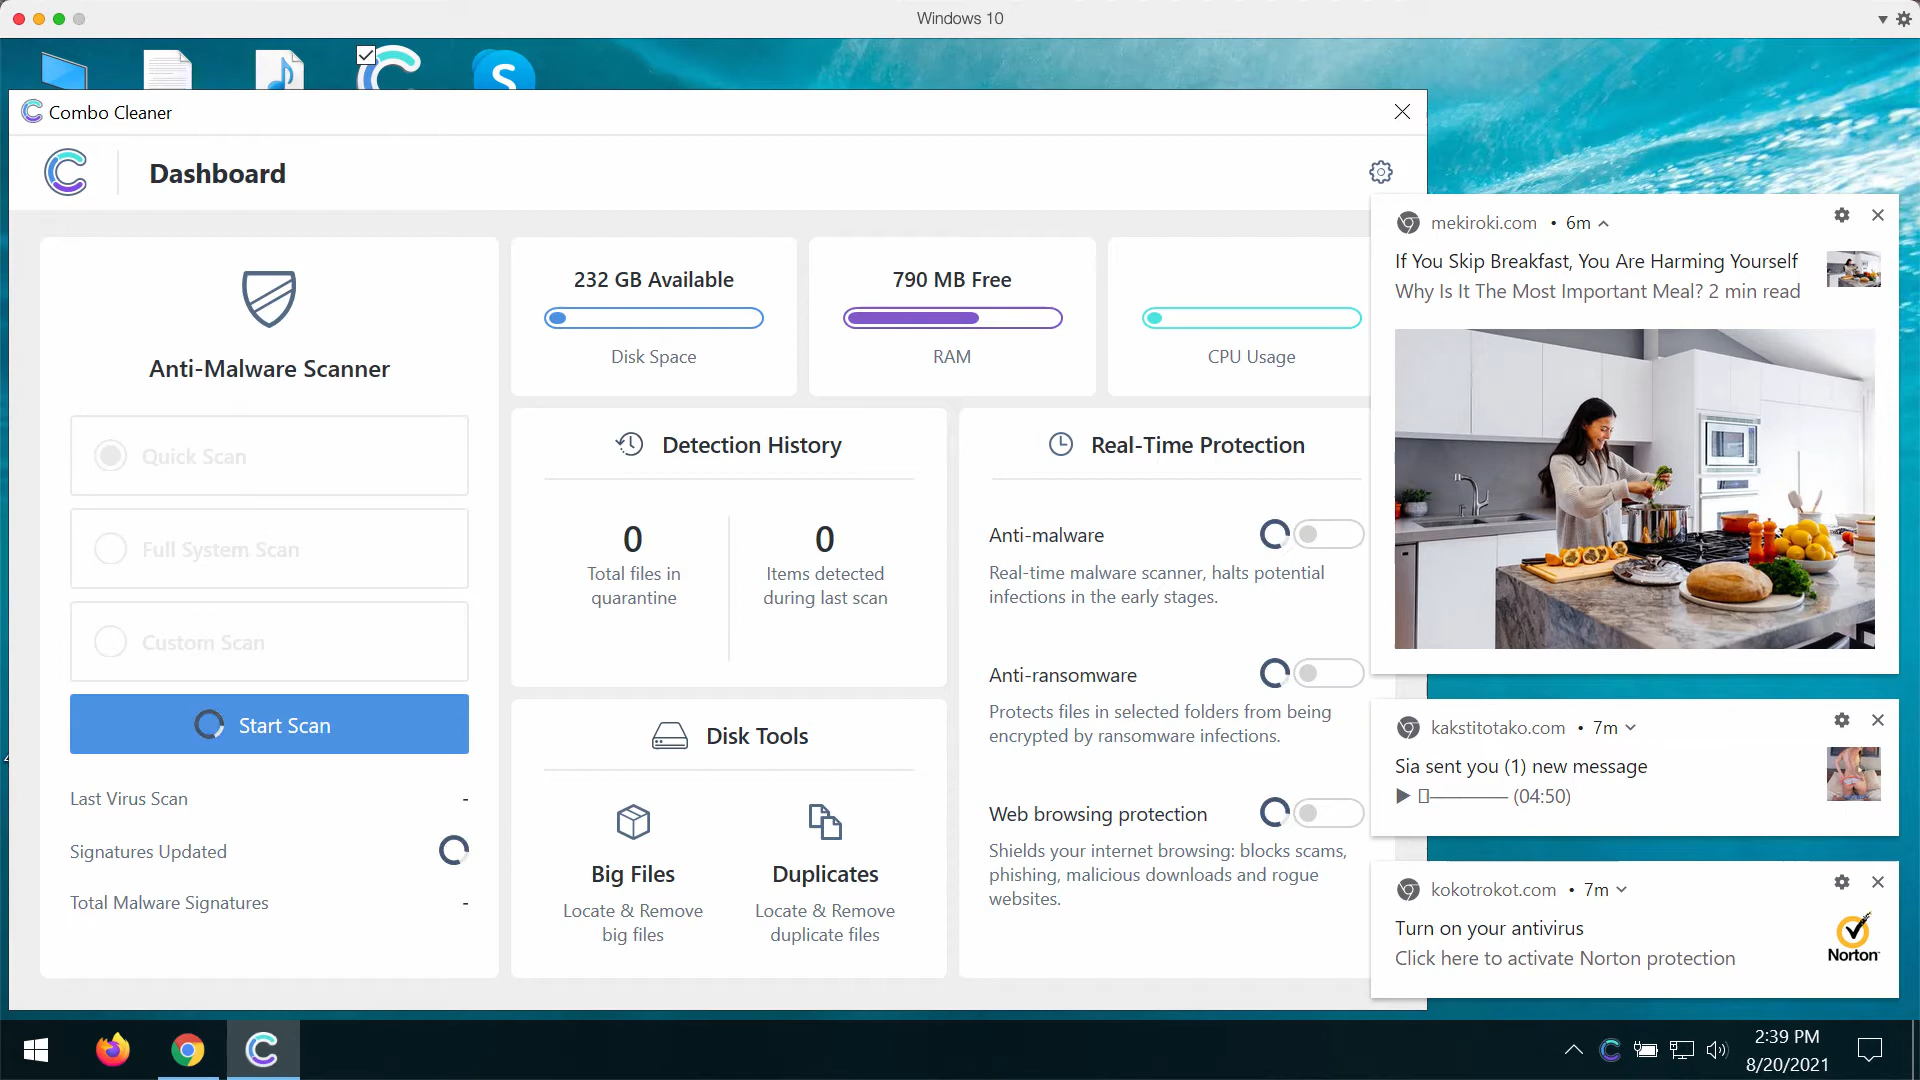 Windows 10
Combo Cleaner
Dashboard
Anti-Malware Scanner
Quick Scan
Full System Scan
Custom Scan
Start Scan
Last Virus Scan -
Signatures Updated
Total Malware Signatures -
232 GB Available
Disk Space
790 MB Free
RAM
CPU Usage
Detection History
0
Total files in
quarantine
0
Items detected
during last scan
Disk Tools
Big Files
Locate & Remove
big files
Duplicates
Locate & Remove
duplicate files
Real-Time Protection
Anti-malware
Real-time malware scanner, halts potential
infections in the early stages.
Anti-ransomware
Protects files in selected folders from being
encrypted by ransomware infections.
Web browsing protection
Shields your internet browsing: blocks scams,
phishing, malicious downloads and rogue
websites.
mekiroki.com • 6m
If You Skip Breakfast, You Are Harming Yourself
Why Is It The Most Important Meal? 2 min read
kakstitotako.com • 7m
Sia sent you (1) new message
▶ ▯————— (04:50)
kokotrokot.com • 7m
Turn on your antivirus
Click here to activate Norton protection
Norton
2:39 PM
8/20/2021